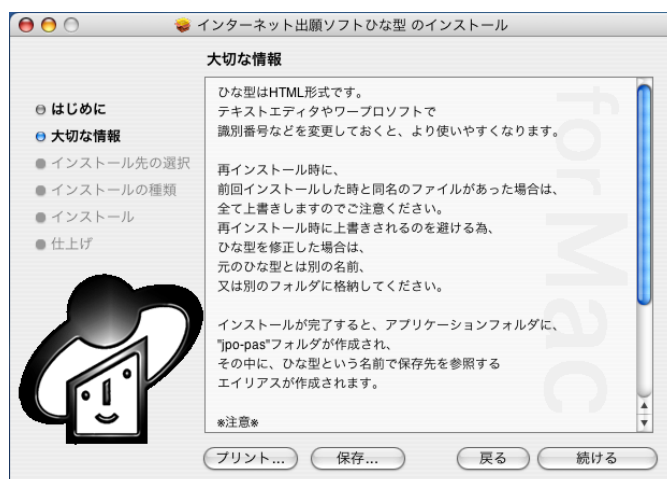 インターネット出願ソフトひな型 のインストール
大切な情報
はじめに
大切な情報
インストール先の選択
インストールの種類
インストール
仕上げ
ひな型はHTML形式です。
テキストエディタやワープロソフトで
識別番号などを変更しておくと、より使いやすくなります。
再インストール時に、
前回インストールした時と同名のファイルがあった場合は、
全て上書きしますのでご注意ください。
再インストール時に上書きされるのを避ける為、
ひな型を修正した場合は、
元のひな型とは別の名前、
又は別のフォルダに格納してください。
インストールが完了すると、アプリケーションフォルダに、
"jpo-pas"フォルダが作成され、
その中に、ひな型という名前で保存先を参照する
エイリアスが作成されます。
※注意※
for Mac
プリント...
保存...
戻る
続ける